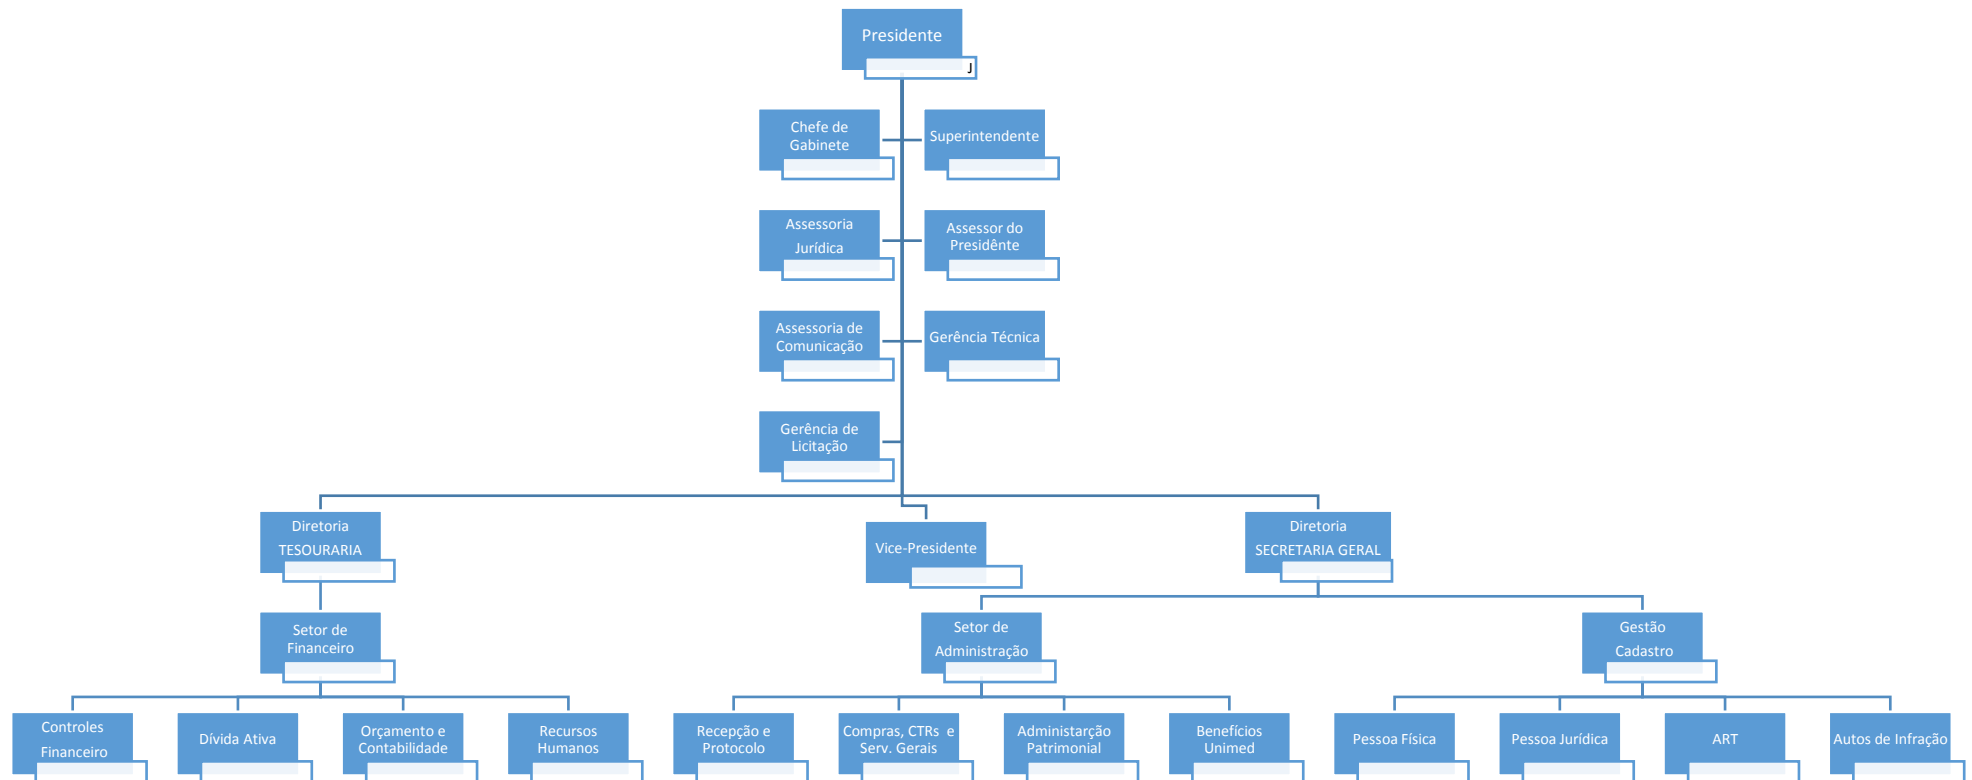 Presidente
J
Chefe de
Gabinete
Superintendente
Assessoria
Jurídica
Assessor do
Presidênte
Assessoria de
Comunicação
Gerência Técnica
Gerência de
Licitação
Diretoria
TESOURARIA
Vice-Presidente
Diretoria
SECRETARIA GERAL
Setor de
Financeiro
Setor de
Administração
Gestão
Cadastro
Controles
Financeiro
Dívida Ativa
Orçamento e
Contabilidade
Recursos
Humanos
Recepção e
Protocolo
Compras, CTRs e
Serv. Gerais
Administarção
Patrimonial
Benefícios
Unimed
Pessoa Física
Pessoa Jurídica
ART
Autos de Infração